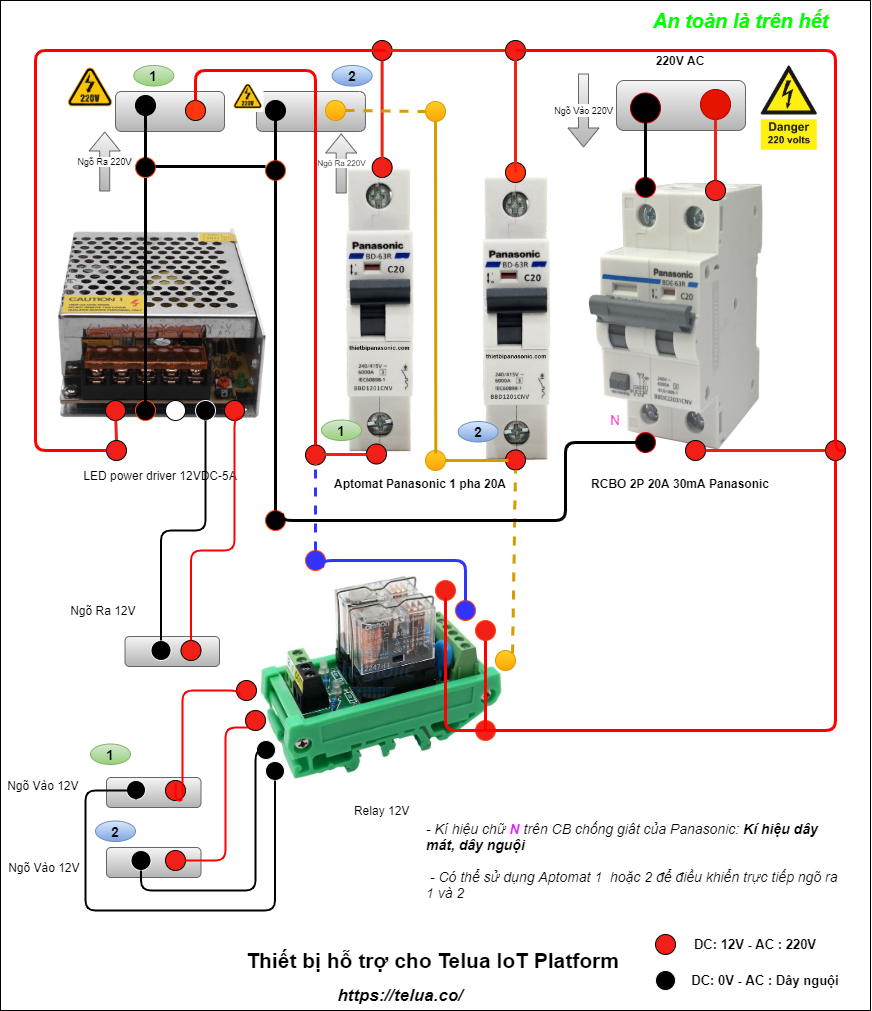 An toàn là trên hết
220V AC
1
2
220V
220V
Ngõ Vào 220V
Danger
220 volts
Ngõ Ra 220V
Ngõ Ra 220V
Panasonic
BD-63R
C20
Panasonic
BD-63R
C20
Panasonic
BDE-63R
C20
CAUTION !
thietbipanasonic.com
240/415V~
6000A 3
IEC60898-1
BBD1201CNV
thietbipanasonic.com
240/415V~
6000A 3
IEC60898-1
BBD1201CNV
240V~
6000A 3
BBDE21201CNV
N
1
2
LED power driver 12VDC-5A
Aptomat Panasonic 1 pha 20A
RCBO 2P 20A 30mA Panasonic
Ngõ Ra 12V
1
Ngõ Vào 12V
2
Ngõ Vào 12V
Relay 12V
- Kí hiệu chữ N trên CB chống giât của Panasonic: Kí hiệu dây
mát, dây nguội
- Có thể sử dụng Aptomat 1 hoặc 2 để điều khiển trực tiếp ngõ ra
1 và 2
DC: 12V - AC : 220V
DC: 0V - AC : Dây nguội
Thiết bị hỗ trợ cho Telua IoT Platform
https://telua.co/